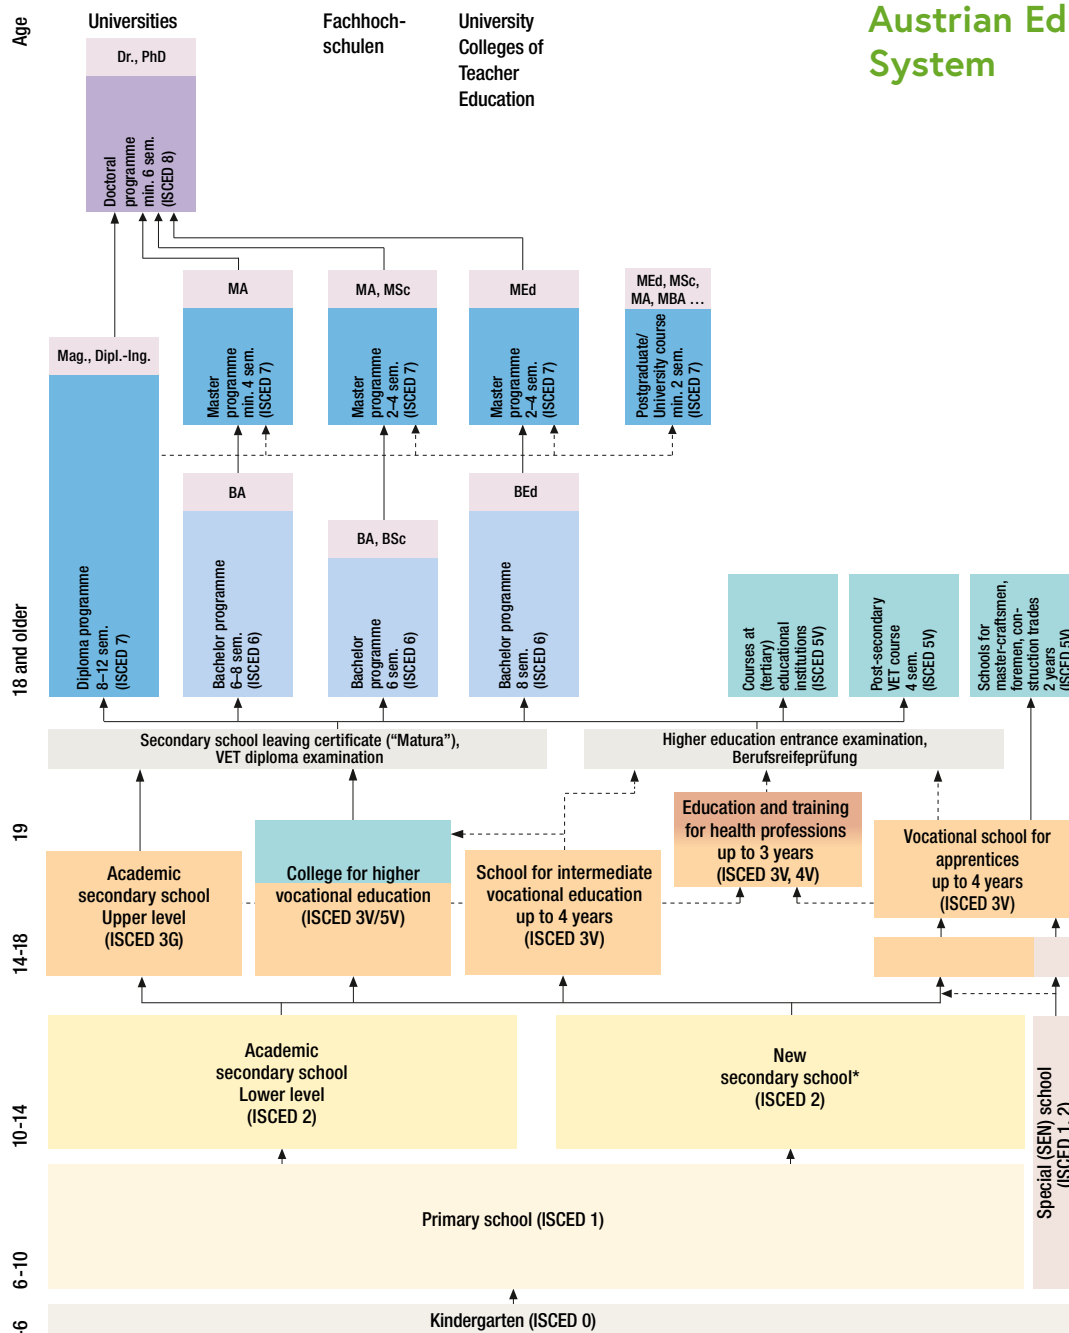 Austrian Ed
System
Age
Universities
Fachhoch-
schulen
University
Colleges of
Teacher
Education
Dr., PhD
Doctoral
programme
min. 6 sem.
(ISCED 8)
MA
Master
programme
min. 4 sem.
(ISCED 7)
MA, MSc
Master
programme
2–4 sem.
(ISCED 7)
MEd
Master
programme
2–4 sem.
(ISCED 7)
MEd, MSc,
MA, MBA …
Postgraduate/
University course
min. 2 sem.
(ISCED 7)
Mag., Dipl.-Ing.
Diploma programme
8–12 sem.
(ISCED 7)
BA
Bachelor programme
6–8 sem.
(ISCED 6)
BA, BSc
Bachelor
programme
6 sem.
(ISCED 6)
BEd
Bachelor programme
8 sem.
(ISCED 6)
Courses at
(tertiary)
educational
institutions
(ISCED 5V)
Post-secondary
VET course
4 sem.
(ISCED 5V)
Schools for
master-craftsmen,
foremen, con-
struction trades
2 years
(ISCED 5V)
18 and older
Secondary school leaving certificate (“Matura”),
VET diploma examination
Higher education entrance examination,
Berufsreifeprüfung
19
Academic
secondary school
Upper level
(ISCED 3G)
College for higher
vocational education
(ISCED 3V/5V)
School for intermediate
vocational education
up to 4 years
(ISCED 3V)
Education and training
for health professions
up to 3 years
(ISCED 3V, 4V)
Vocational school for
apprentices
up to 4 years
(ISCED 3V)
14-18
Academic
secondary school
Lower level
(ISCED 2)
New
secondary school*
(ISCED 2)
Special (SEN) school
(ISCED 1, 2)
10-14
Primary school (ISCED 1)
6-10
Kindergarten (ISCED 0)
-6